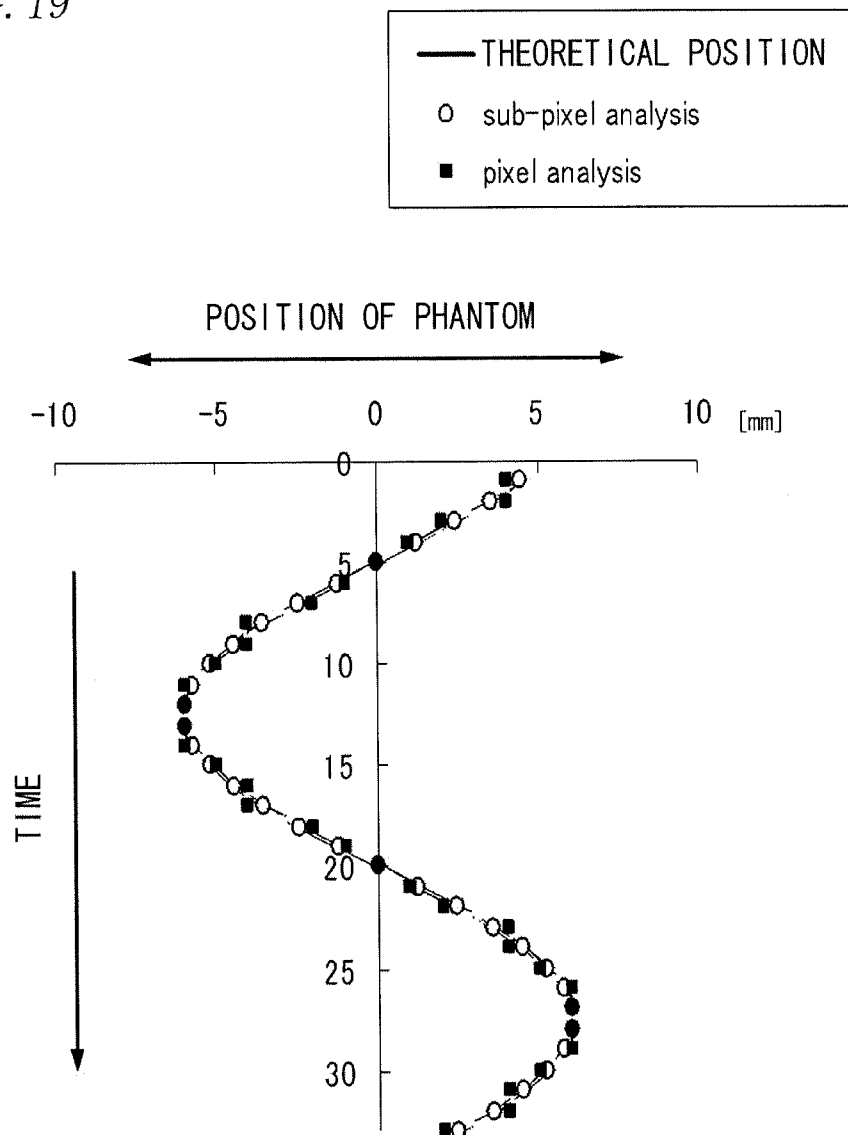 . 19
THEORETICAL POSITION
sub-pixel analysis
pixel analysis
POSITION OF PHANTOM
-10 -5 0 5 10 [mm]
0
5
10
15
20
25
30
TIME